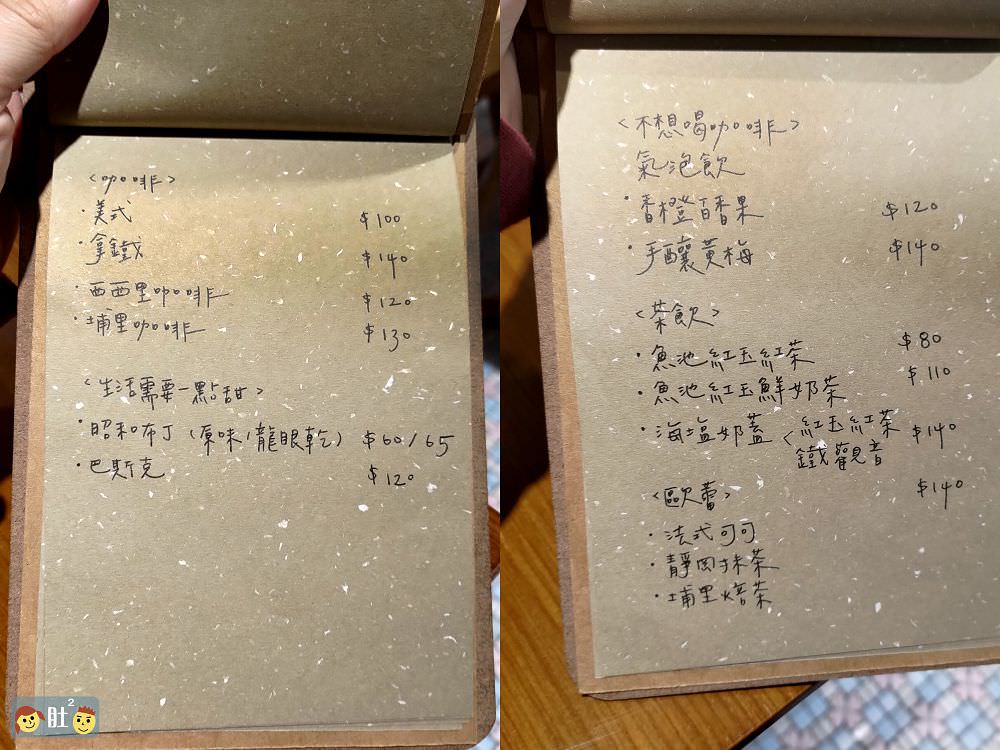 <咖啡>
·美式 $100
·拿鐵 $140
·西西里咖啡 $120
·埔里咖啡 $130
<生活需要一點甜>
·昭和布丁(原味/龍眼乾) $60/65
·巴斯克 $120
肚2
<不想喝咖啡>
氣泡飲
·香橙百香果 $120
·手釀黃梅 $140
<茶飲>
·魚池紅玉紅茶 $80
·魚池紅玉鮮奶茶 $110
·海塩奶蓋<紅玉紅茶 $140
鐵觀音
<歐蕾> $140
·法式可可
·靜岡抹茶
·埔里焙茶